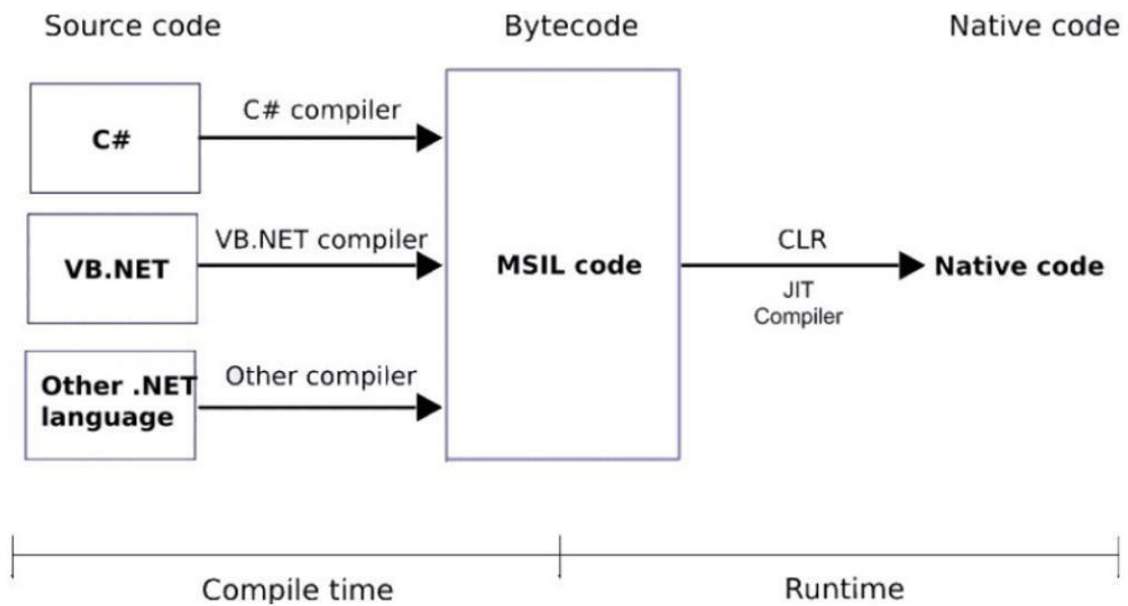 Source code
Bytecode
Native code
C#
C# compiler
VB.NET
VB.NET compiler
Other .NET
language
Other compiler
MSIL code
CLR
JIT
Compiler
Native code
Compile time
Runtime